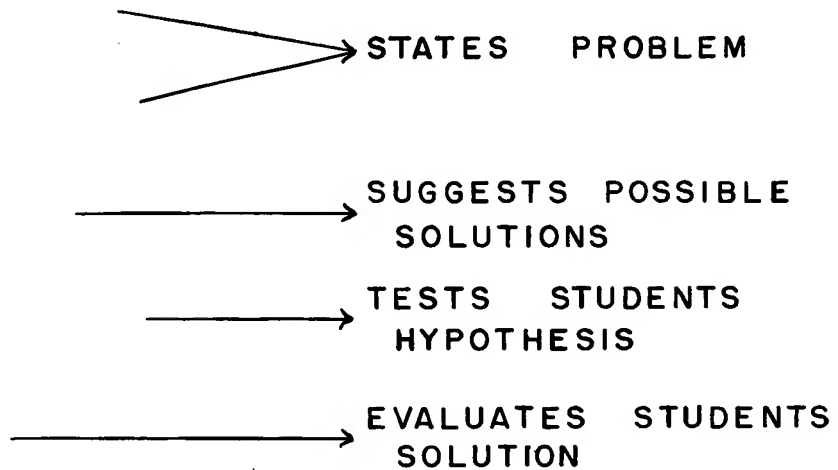 STATES PROBLEM
SUGGESTS POSSIBLE
SOLUTIONS
TESTS STUDENTS
HYPOTHESIS
EVALUATES STUDENTS
SOLUTION